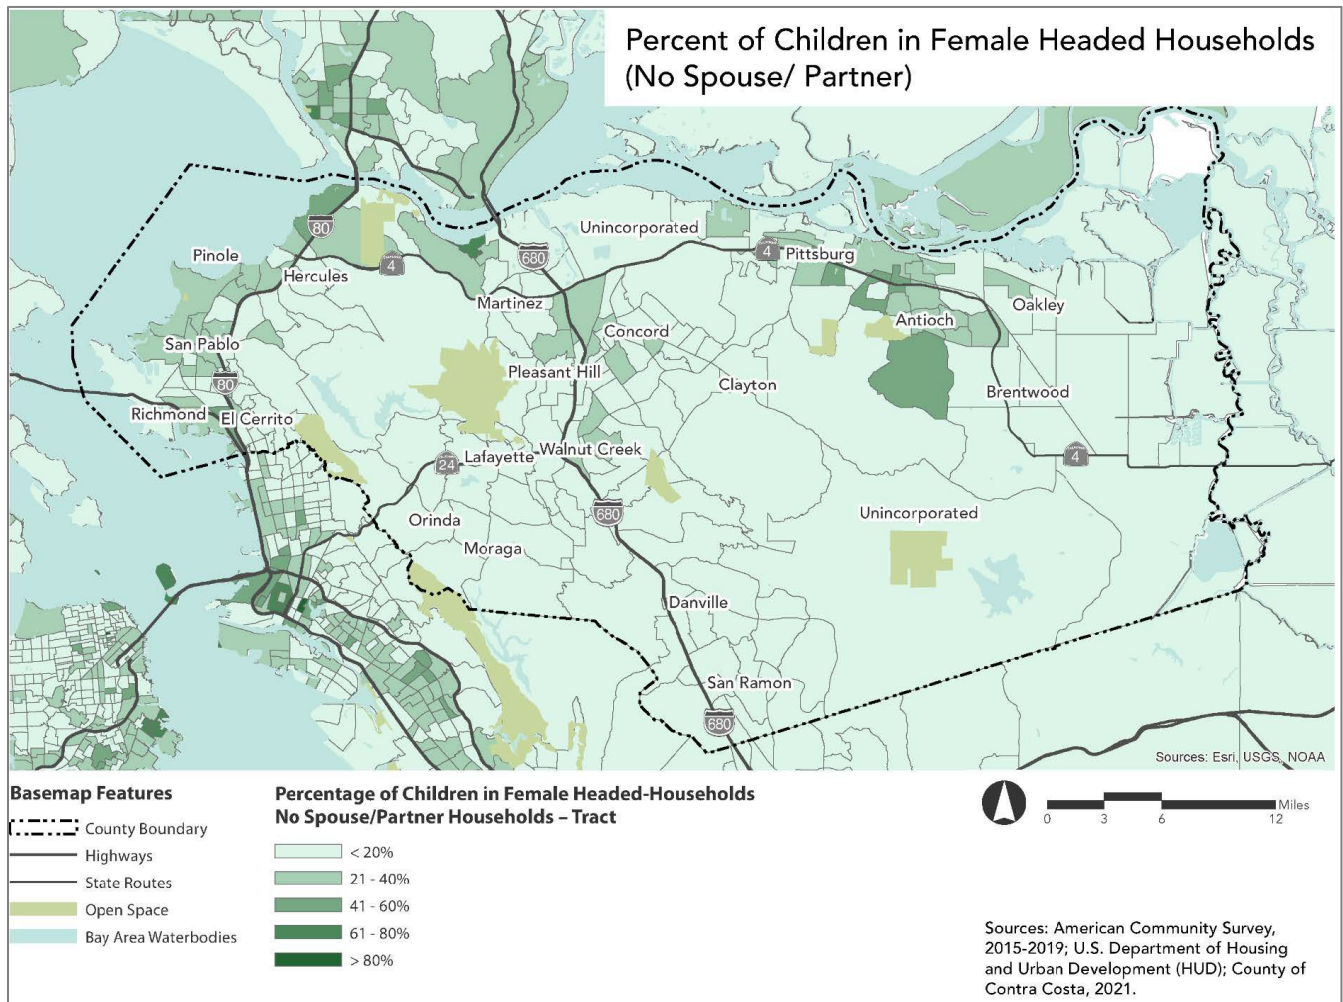 Percent of Children in Female Headed Households
(No Spouse/ Partner)
80
Unincorporated
Pinole
680
CALIFORNIA
4
CALIFORNIA
4
Pittsburg
Hercules
Martinez
Oakley
Antioch
Concord
San Pablo
Pleasant Hill
80
Clayton
Brentwood
Richmond
El Cerrito
Walnut Creek
Lafayette
24
4
680
Orinda
Unincorporated
Moraga
Danville
San Ramon
680
Sources: Esri, USGS, NOAA
Basemap Features
County Boundary
Highways
State Routes
Open Space
Bay Area Waterbodies
Percentage of Children in Female Headed-Households
No Spouse/Partner Households – Tract
< 20%
21 - 40%
41 - 60%
61 - 80%
> 80%
Miles
0 3 6 12
Sources: American Community Survey,
2015-2019; U.S. Department of Housing
and Urban Development (HUD); County of
Contra Costa, 2021.